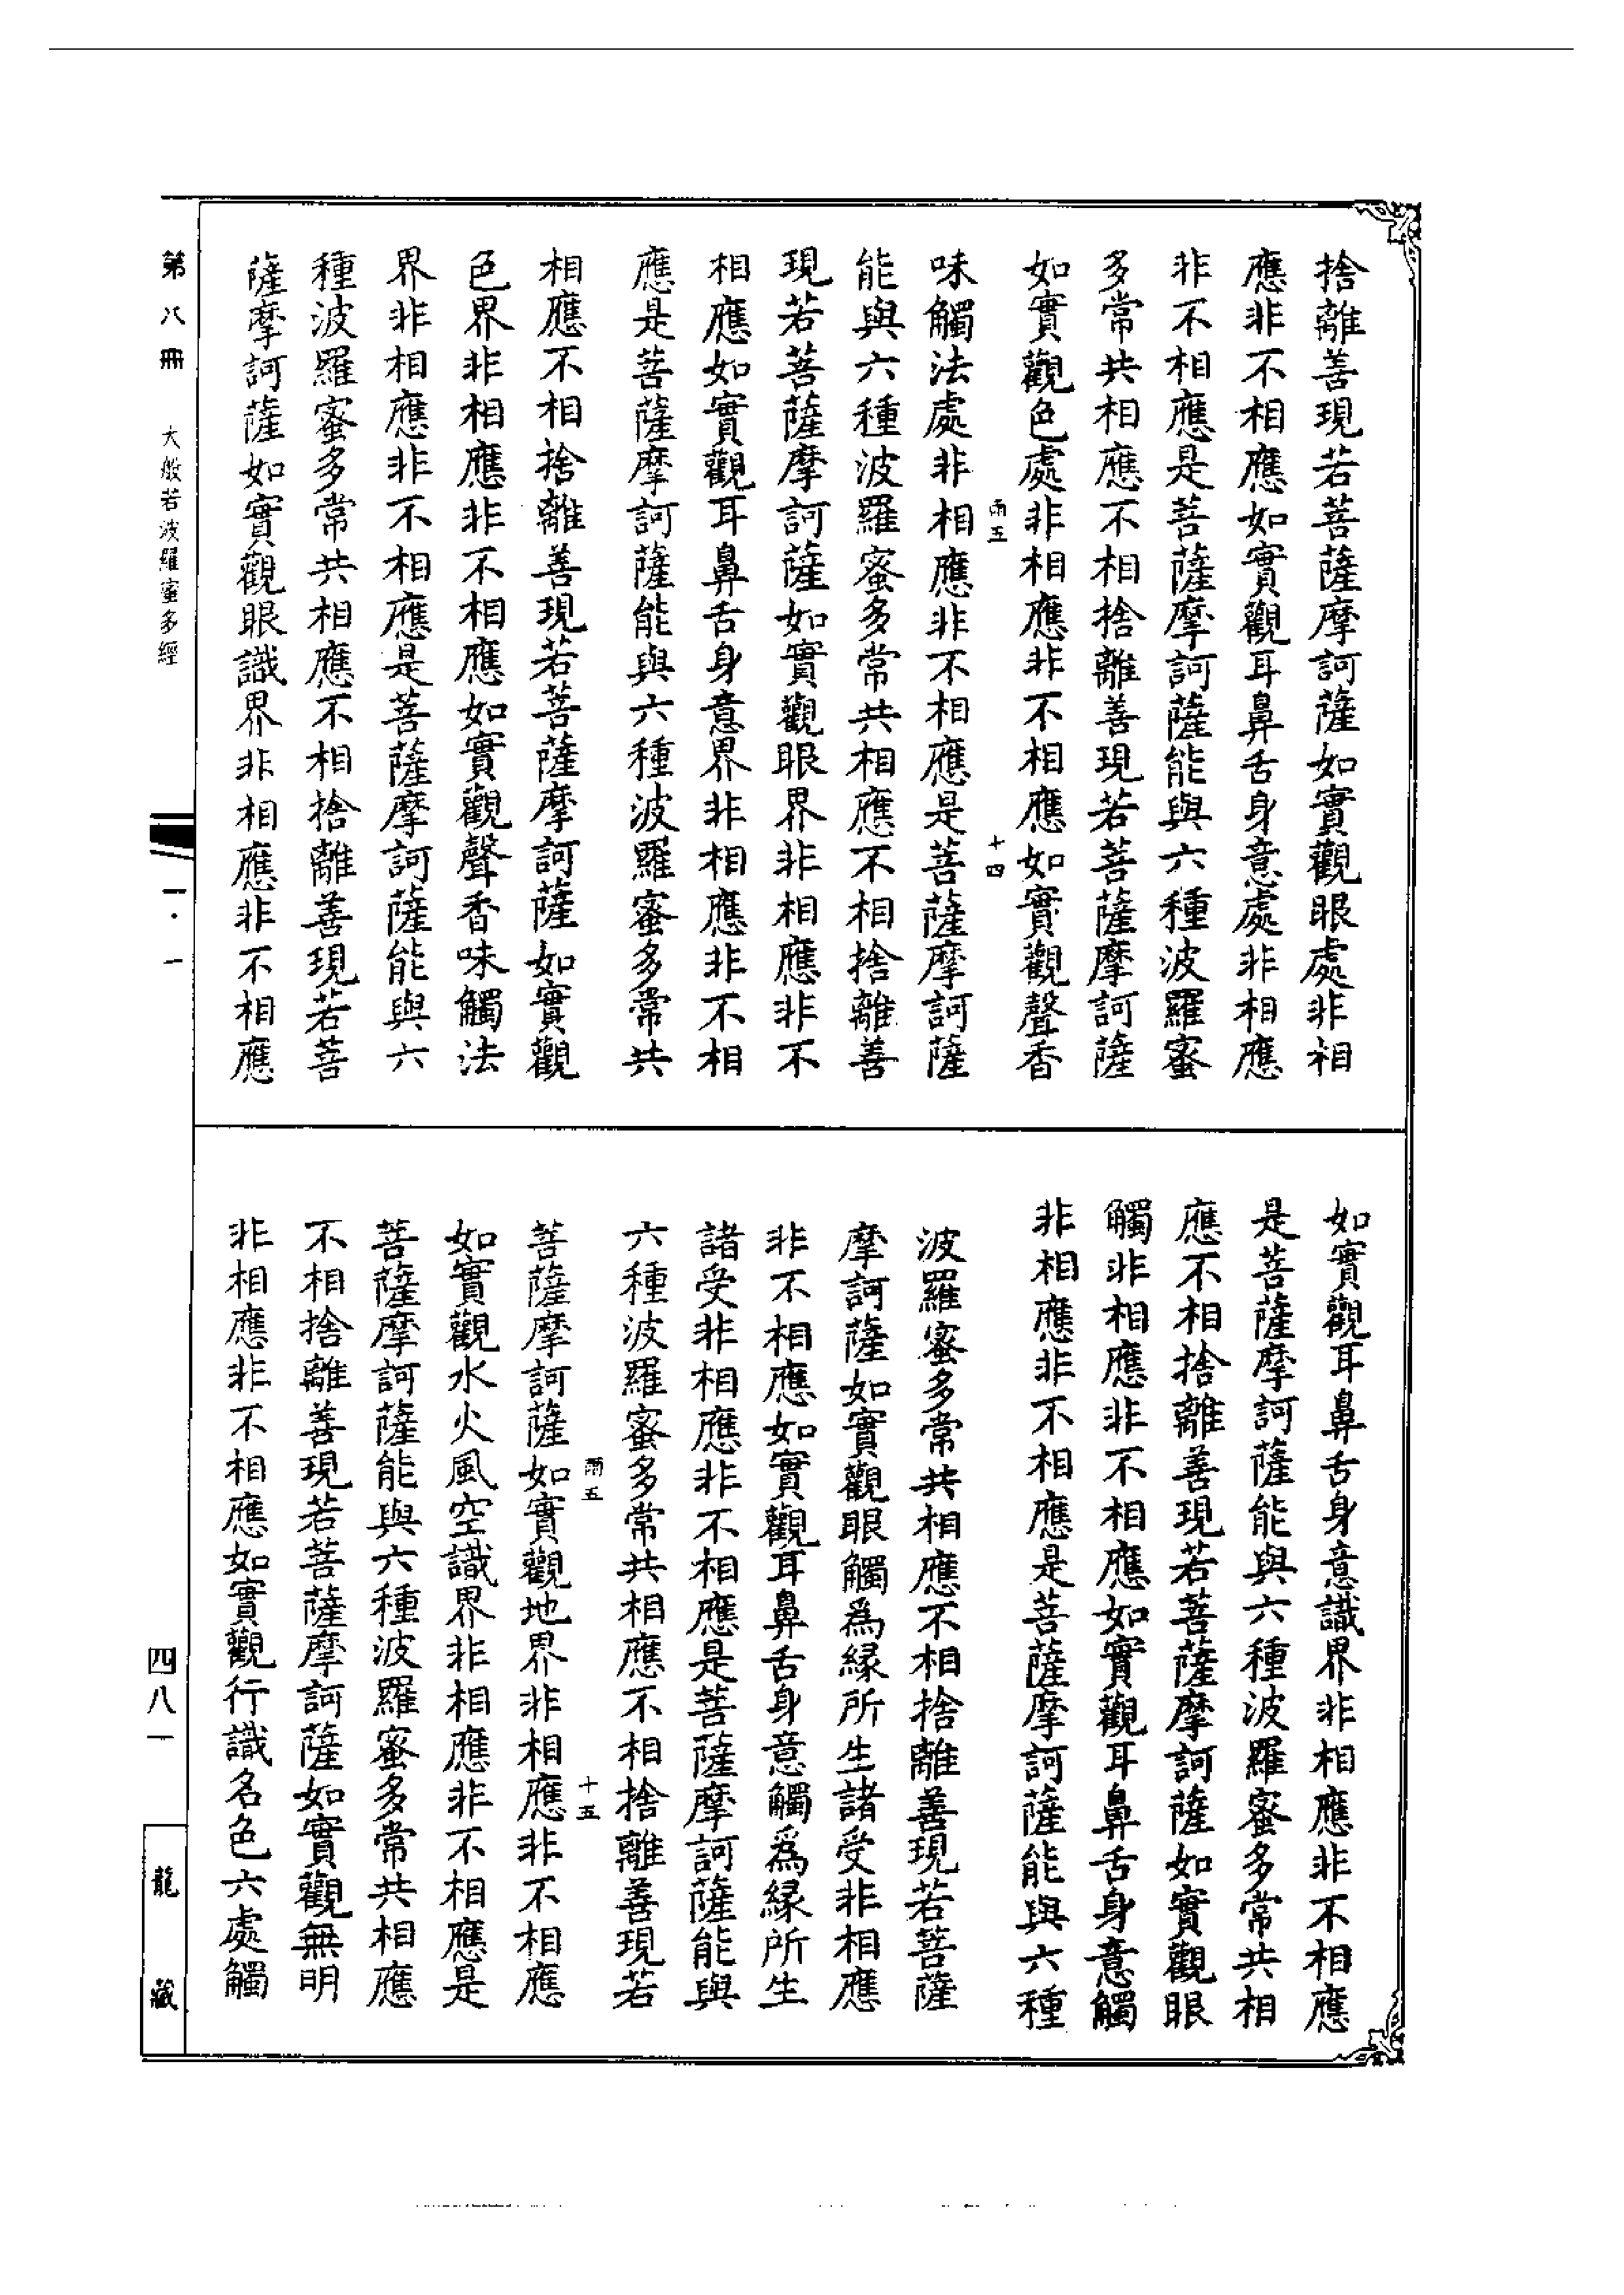 捨離善現若菩薩摩訶薩如實觀眼處非相
應非不相應如實觀耳鼻舌身意處非相應
非不相應是菩薩摩訶薩能與六種波羅蜜
多常共相應不相捨離善現若菩薩摩訶薩
如實觀色處非相應非不相應如實觀聲香
雨五
十四
味觸法處非相應非不相應是菩薩摩訶薩
能與六種波羅蜜多常共相應不相捨離善
現若菩薩摩訶薩如實觀眼界非相應非不
相應如實觀耳鼻舌身意界非相應非不相
應是菩薩摩訶薩能與六種波羅蜜多常共
相應不相捨離善現若菩薩摩訶薩如實觀
色界非相應非不相應如實觀聲香味觸法
界非相應非不相應是菩薩摩訶薩能與六
種波羅蜜多常共相應不相捨離善現若菩
薩摩訶薩如實觀眼識界非相應非不相應
如實觀耳鼻舌身意識界非相應非不相應
是菩薩摩訶薩能與六種波羅蜜多常共相
應不相捨離善現若菩薩摩訶薩如實觀眼
觸非相應非不相應如實觀耳鼻舌身意觸
非相應非不相應是菩薩摩訶薩能與六種
波羅蜜多常共相應不相捨離善現若菩薩
摩訶薩如實觀眼觸為緣所生諸受非相應
非不相應如實觀耳鼻舌身意觸為緣所生
諸受非相應非不相應是菩薩摩訶薩能與
六種波羅蜜多常共相應不相捨離善現若
雨五
十五
菩薩摩訶薩如實觀地界非相應非不相應
如實觀水火風空識界非相應非不相應是
菩薩摩訶薩能與六種波羅蜜多常共相應
不相捨離善現若菩薩摩訶薩如實觀無明
非相應非不相應如實觀行識名色六處觸
第八冊
大般若波羅蜜多經
一·一
四八一
龍藏